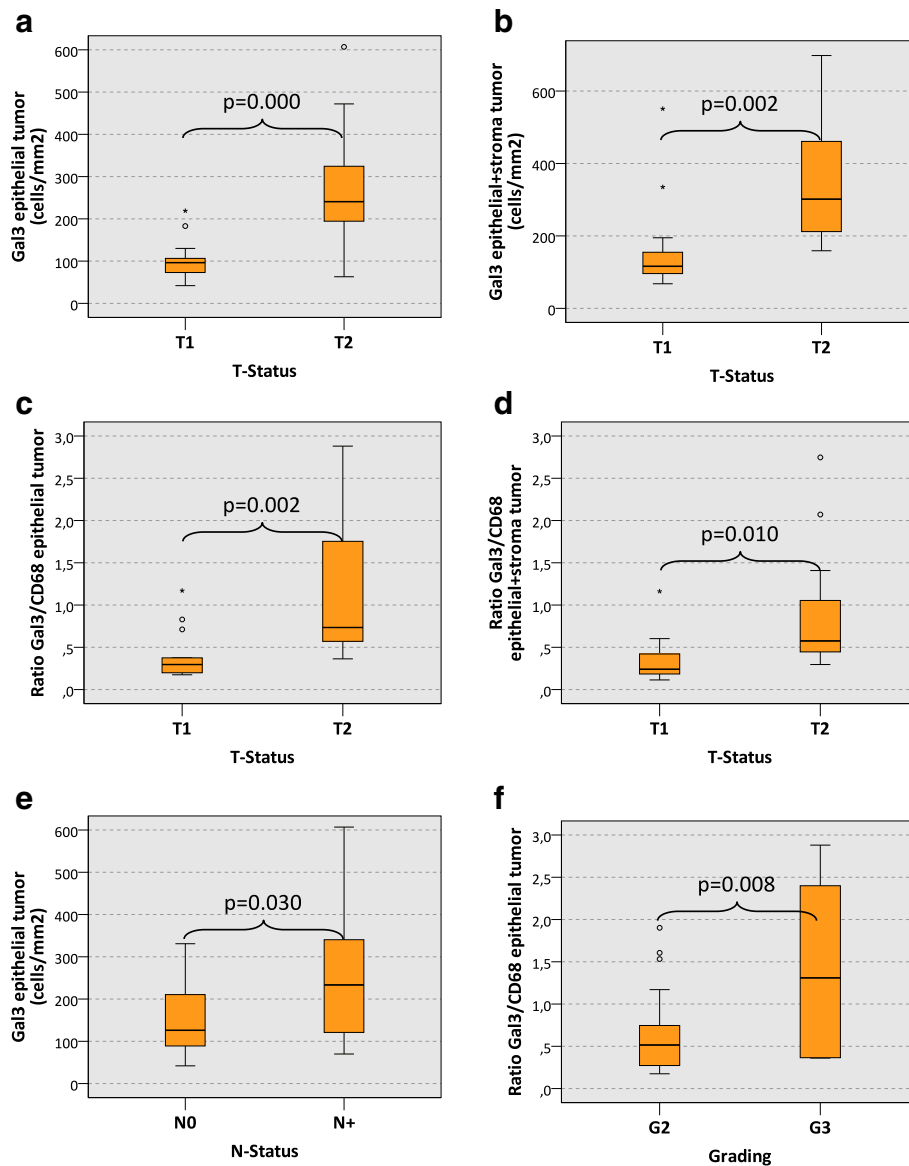 a
Gal3 epithelial tumor
(cells/mm2)
600
500
400
300
200
100
0
p=0.000
T1
T2
T-Status
b
Gal3 epithelial+stroma tumor
(cells/mm2)
600
400
200
0
p=0.002
T1
T2
T-Status
c
Ratio Gal3/CD68 epithelial tumor
3,0
2,5
2,0
1,5
1,0
,5
,0
p=0.002
T1
T2
T-Status
d
Ratio Gal3/CD68
epithelial+stroma tumor
3,0
2,5
2,0
1,5
1,0
,5
,0
p=0.010
T1
T2
T-Status
e
Gal3 epithelial tumor
(cells/mm2)
600
400
300
200
100
0
p=0.030
N0
N+
N-Status
f
Ratio Gal3/CD68 epithelial tumor
3,0
2,5
2,0
1,5
1,0
,5
,0
p=0.008
G2
G3
Grading